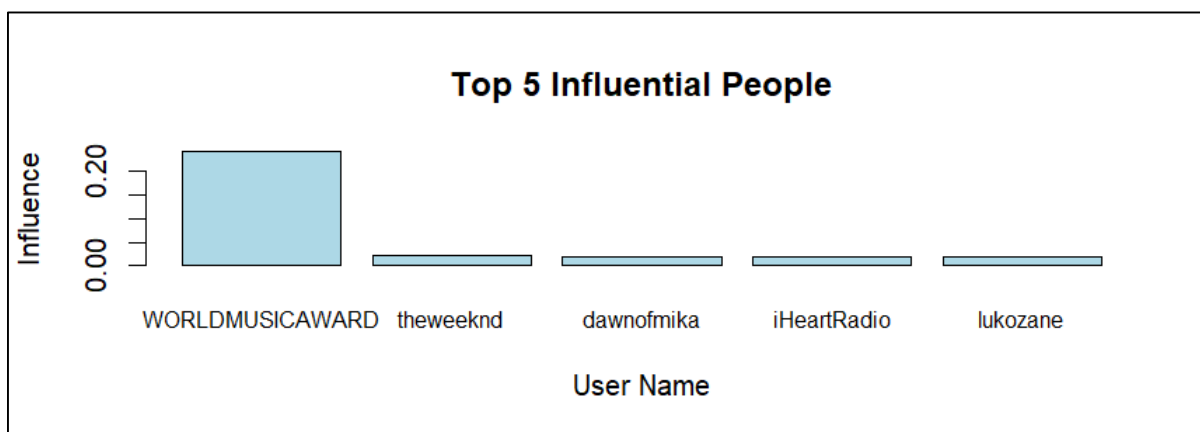 Top 5 Influential People
Influence
0.20
0.00
WORLDMUSICAWARD theweeknd dawnofmika iHeartRadio lukozane
User Name